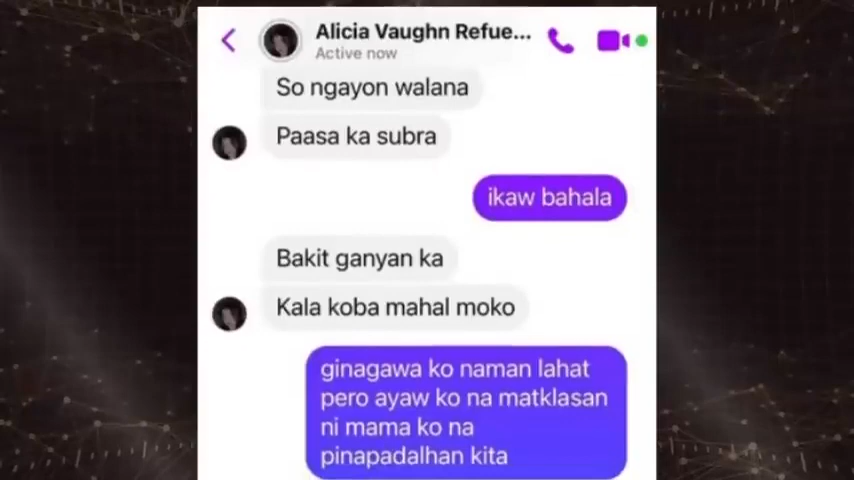 Alicia Vaughn Refue...
Active now
So ngayon walana
Paasa ka subra
ikaw bahala
Bakit ganyan ka
Kala koba mahal moko
ginagawa ko naman lahat
pero ayaw ko na matklasan
ni mama ko na
pinapadalhan kita